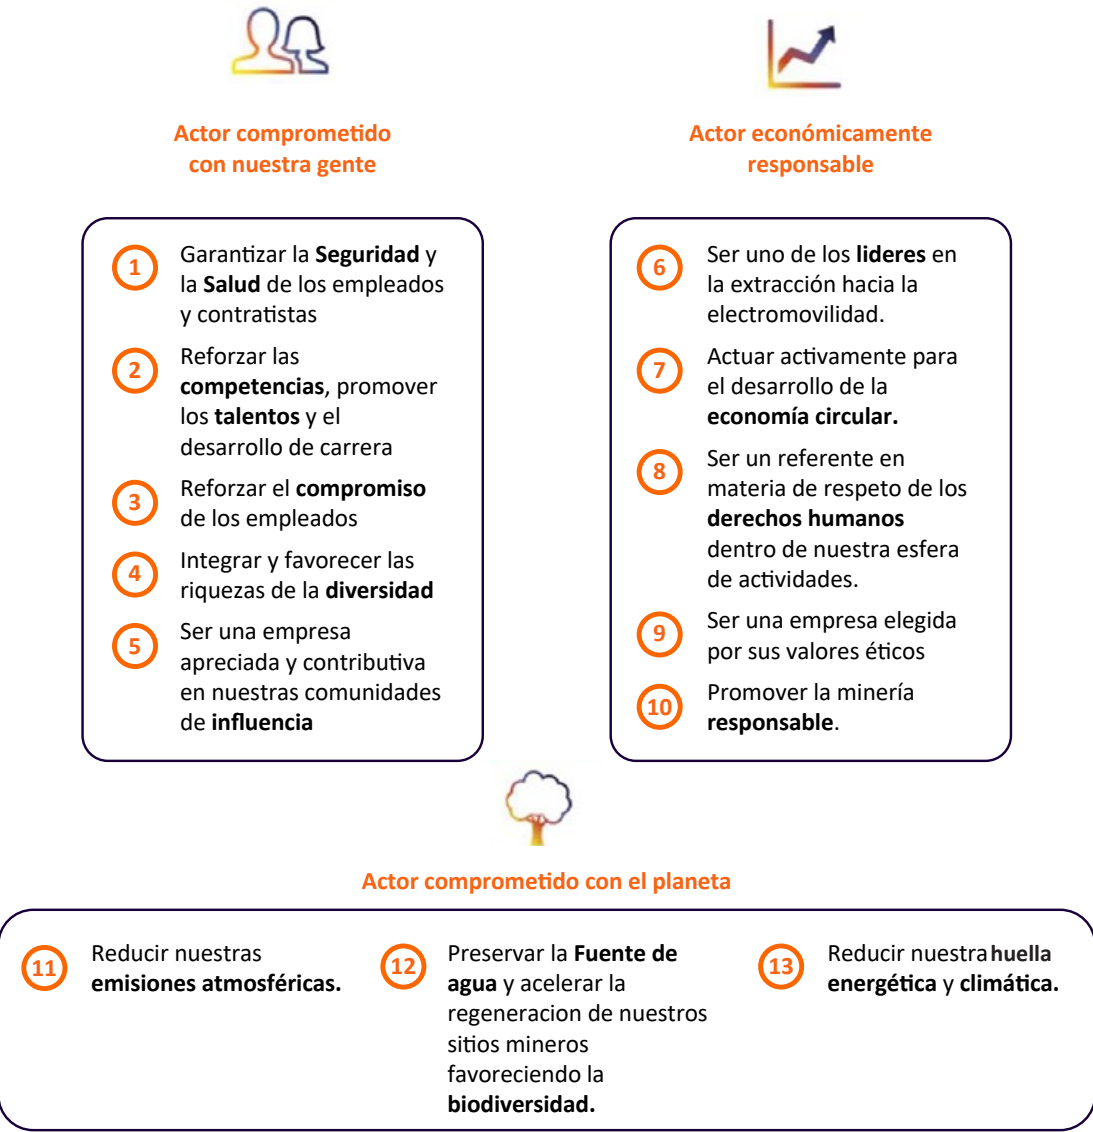 Actor comprometido
con nuestra gente
1
Garantizar la Seguridad y
la Salud de los empleados
y contratistas
2
Reforzar las
competencias, promover
los talentos y el
desarrollo de carrera
3
Reforzar el compromiso
de los empleados
4
Integrar y favorecer las
riquezas de la diversidad
5
Ser una empresa
apreciada y contributiva
en nuestras comunidades
de influencia
Actor económicamente
responsable
6
Ser uno de los lideres en
la extracción hacia la
electromovilidad.
7
Actuar activamente para
el desarrollo de la
economía circular.
8
Ser un referente en
materia de respeto de los
derechos humanos
dentro de nuestra esfera
de actividades.
9
Ser una empresa elegida
por sus valores éticos
10
Promover la minería
responsable.
Actor comprometido con el planeta
11
Reducir nuestras
emisiones atmosféricas.
12
Preservar la Fuente de
agua y acelerar la
regeneracion de nuestros
sitios mineros
favoreciendo la
biodiversidad.
13
Reducir nuestra huella
energética y climática.